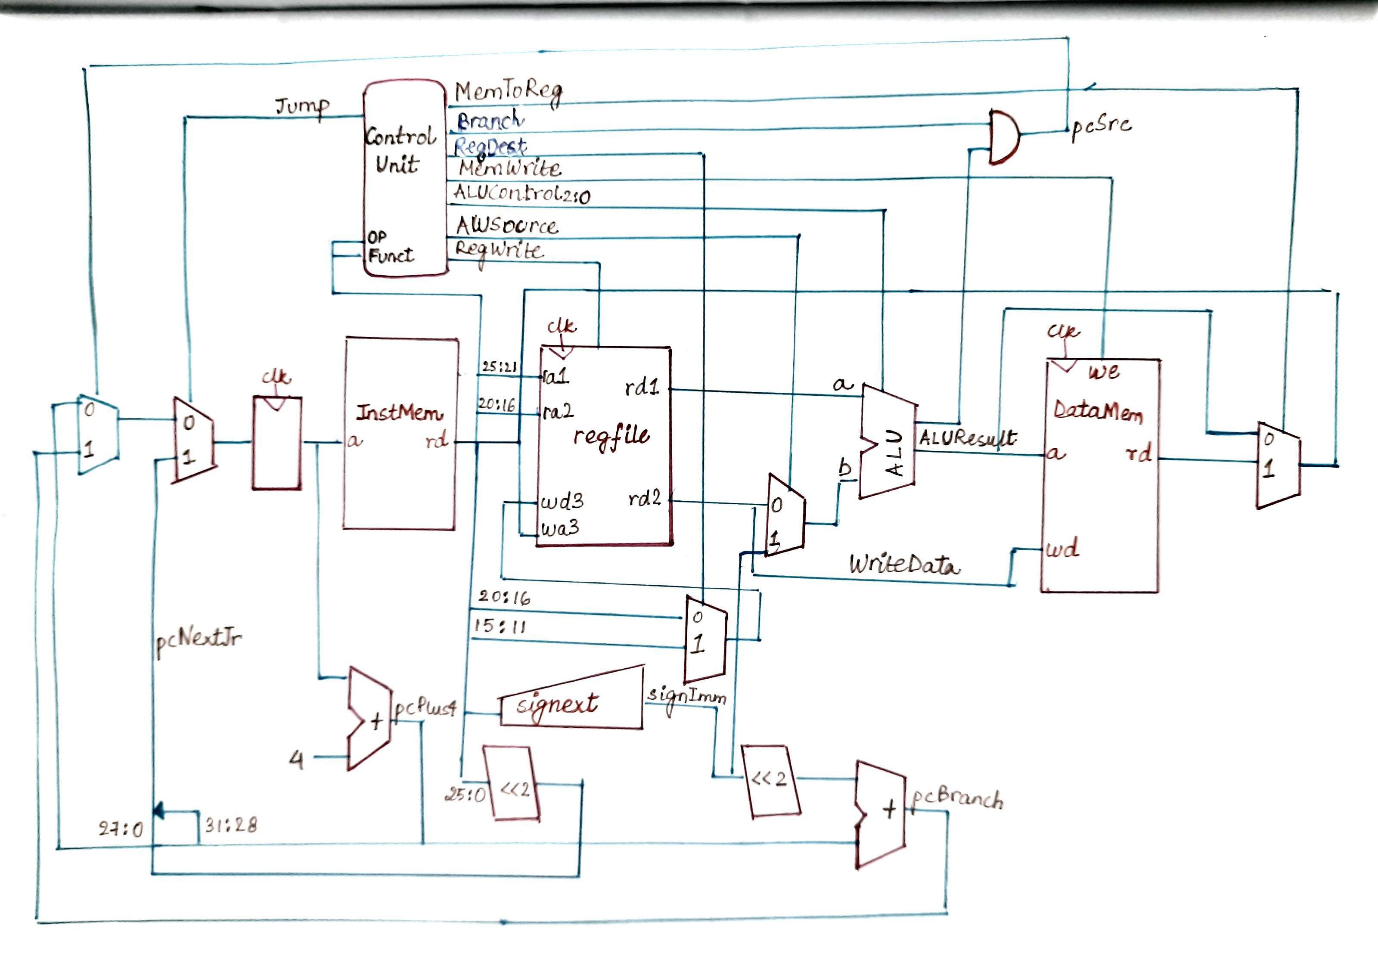 MemToReg
Jump
Branch
pcSrc
Control
Unit
RegDest
MemWrite
ALUControl2:0
ALUSource
OP
Funct
RegWrite
clk
clk
25:21
ra1
rd1
a
we
clk
20:16
ra2
InstMem
regfile
DataMem
0
0
a
rd
ALU
ALUResult
a
rd
0
1
1
b
1
wd3
rd2
0
wa3
1
wd
WriteData
20:16
0
15:11
1
pcNextJr
signext
signImm
pcPlus4
+
4
25:0
<<2
<<2
pcBranch
+
27:0
31:28